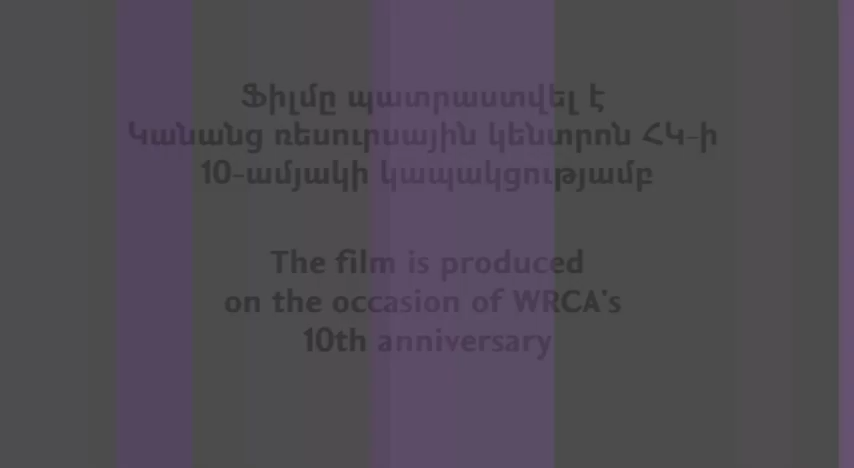 Ֆիլմը պատրաստվել է
Կանանց ռեսուրսային կենտրոն ՀԿ-ի
10-ամյակի կապակցությամբ
The film is produced
on the occasion of WRCA's
10th anniversary